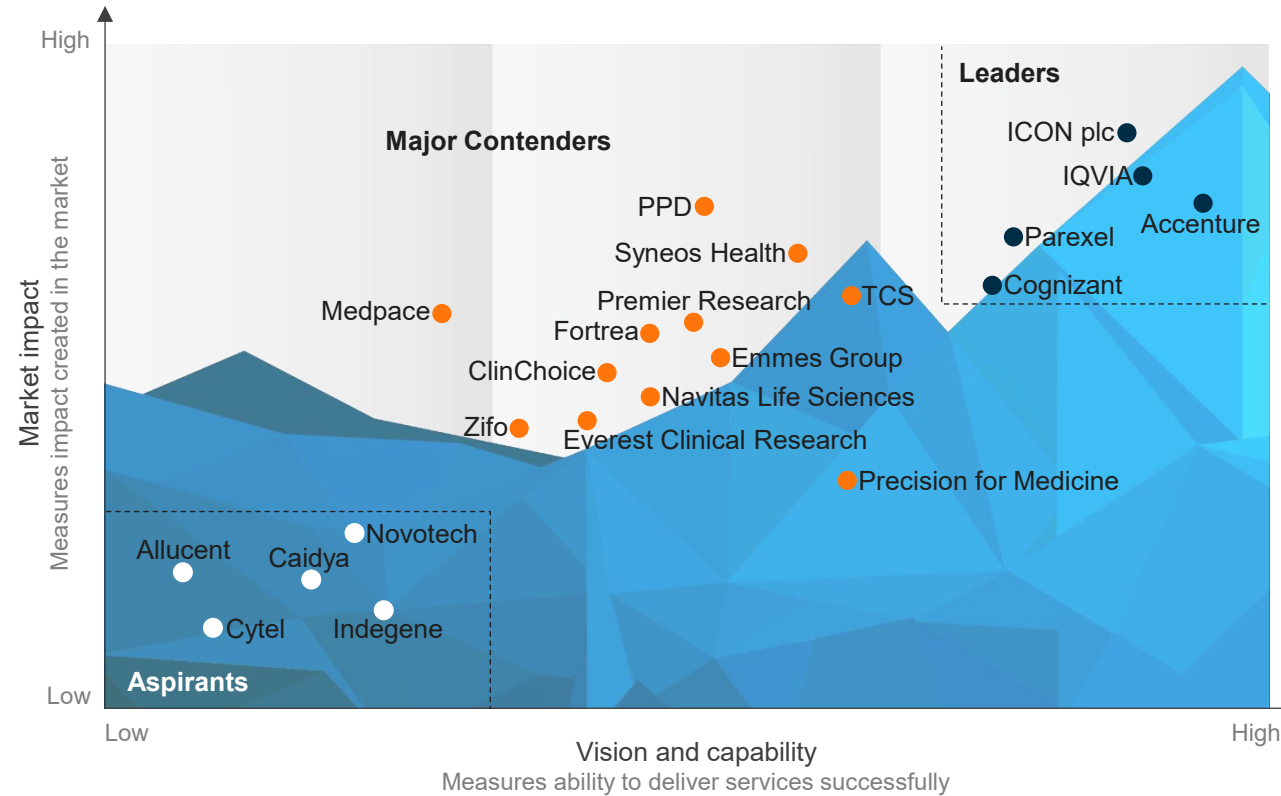 High
Leaders
ICON plc
Major Contenders
IQVIA
PPD
Accenture
Parexel
Syneos Health
Cognizant
TCS
Premier Research
Medpace
Fortrea
Emmes Group
ClinChoice
Navitas Life Sciences
Zifo
Everest Clinical Research
Precision for Medicine
Novotech
Allucent
Caidya
Cytel
Indegene
Aspirants
Market impact
Measures impact created in the market
Low
Low
High
Vision and capability
Measures ability to deliver services successfully